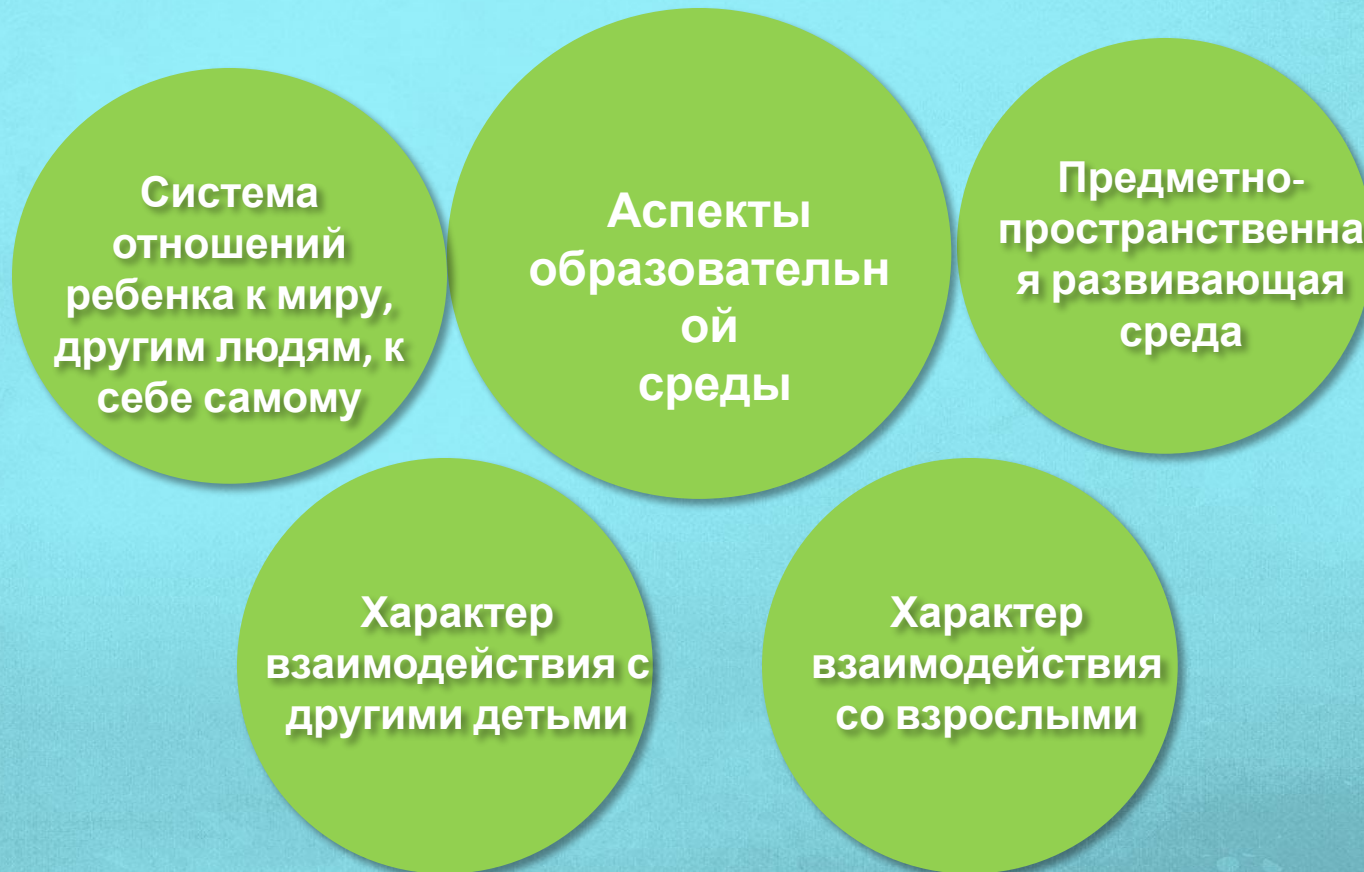 Система
отношений
ребенка к миру,
другим людям, к
себе самому
Аспекты
образовательн
ой
среды
Предметно-
пространственна
я развивающая
среда
Характер
взаимодействия с
другими детьми
Характер
взаимодействия
со взрослыми